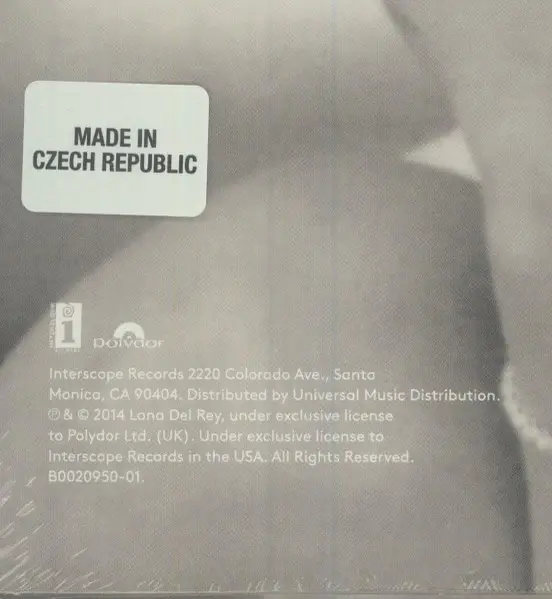 MADE IN
CZECH REPUBLIC
i
polydor
Interscope Records 2220 Colorado Ave., Santa
Monica, CA 90404. Distributed by Universal Music Distribution.
℗ & © 2014 Lana Del Rey, under exclusive license
to Polydor Ltd. (UK). Under exclusive license to
Interscope Records in the USA. All Rights Reserved.
B0020950-01.